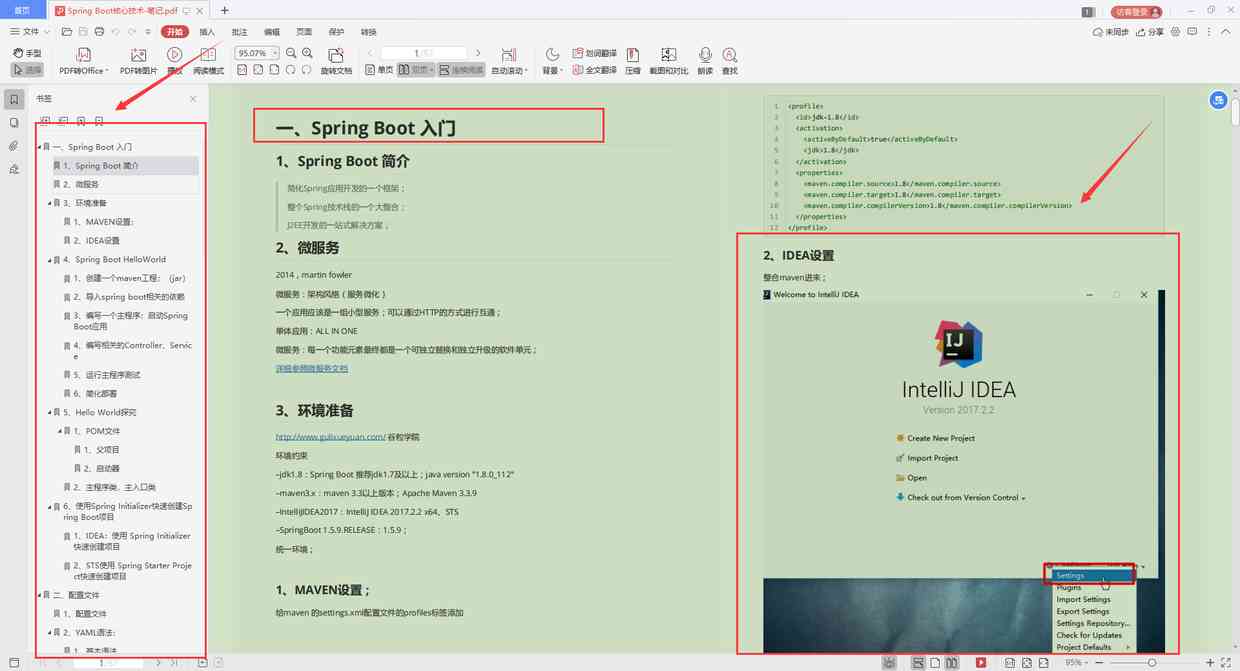 首页
Spring Boot核心技术-笔记.pdf
访客登录
文件
开始
插入
批注
编辑
页面
保护
转换
未同步
分享
手型
选择
PDF转Office
PDF转图片
播放
阅读模式
95.07%
旋转文档
1
单页
双页
连续阅读
自动滚动
背景
划词翻译
全文翻译
压缩
截图和对比
朗读
查找
书签
一、Spring Boot 入门
1、Spring Boot 简介
2、微服务
3、环境准备
1、MAVEN设置;
2、IDEA设置
4、Spring Boot HelloWorld
1、创建一个maven工程;(jar)
2、导入spring boot相关的依赖
3、编写一个主程序;启动Spring
Boot应用
4、编写相关的Controller、Servic
e
5、运行主程序测试
6、简化部署
5、Hello World探究
1、POM文件
1、父项目
2、启动器
2、主程序类,主入口类
6、使用Spring Initializer快速创建Sp
ring Boot项目
1、IDEA:使用 Spring Initializer
快速创建项目
2、STS使用 Spring Starter Proje
ct快速创建项目
二、配置文件
1、配置文件
2、YAML语法:
1、基本语法
一、Spring Boot 入门
1、Spring Boot 简介
简化Spring应用开发的一个框架;
整个Spring技术栈的一个大整合;
J2EE开发的一站式解决方案;
2、微服务
2014,martin fowler
微服务:架构风格(服务微化)
一个应用应该是一组小型服务;可以通过HTTP的方式进行互通;
单体应用:ALL IN ONE
微服务:每一个功能元素最终都是一个可独立替换和独立升级的软件单元;
详细参照微服务文档
3、环境准备
http://www.gulixueyuan.com/ 谷粒学院
环境约束
–jdk1.8:Spring Boot 推荐jdk1.7及以上;java version "1.8.0_112"
–maven3.x:maven 3.3以上版本;Apache Maven 3.3.9
–IntelliJIDEA2017:IntelliJ IDEA 2017.2.2 x64、STS
–SpringBoot 1.5.9.RELEASE:1.5.9;
统一环境;
1、MAVEN设置;
给maven 的settings.xml配置文件的profiles标签添加
1 <profile>
2 <id>jdk-1.8</id>
3 <activation>
4 <activeByDefault>true</activeByDefault>
5 <jdk>1.8</jdk>
6 </activation>
7 <properties>
8 <maven.compiler.source>1.8</maven.compiler.source>
9 <maven.compiler.target>1.8</maven.compiler.target>
10 <maven.compiler.compilerVersion>1.8</maven.compiler.compilerVersion>
11 </properties>
12 </profile>
2、IDEA设置
整合maven进来;
Welcome to IntelliJ IDEA
IJ
IntelliJ IDEA
Version 2017.2.2
Create New Project
Import Project
Open
Check out from Version Control
Settings
Plugins
Import Settings
Export Settings
Settings Repository...
Check for Updates
Project Defaults
1
95%